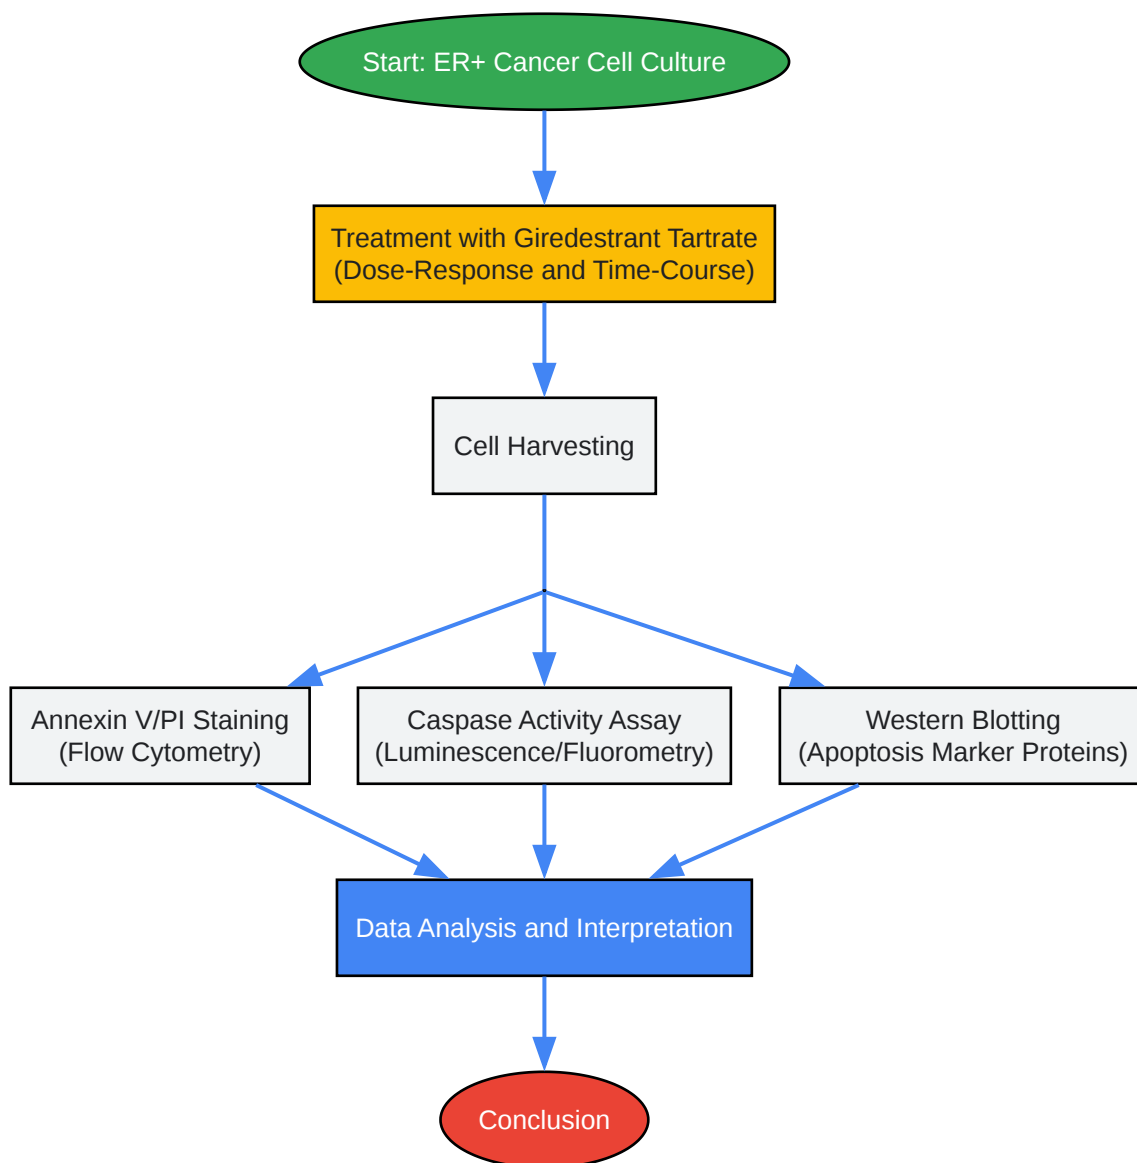 Start: ER+ Cancer Cell Culture
Treatment with Giredestrant Tartrate
(Dose-Response and Time-Course)
Cell Harvesting
Annexin V/PI Staining
(Flow Cytometry)
Caspase Activity Assay
(Luminescence/Fluorometry)
Western Blotting
(Apoptosis Marker Proteins)
Data Analysis and Interpretation
Conclusion